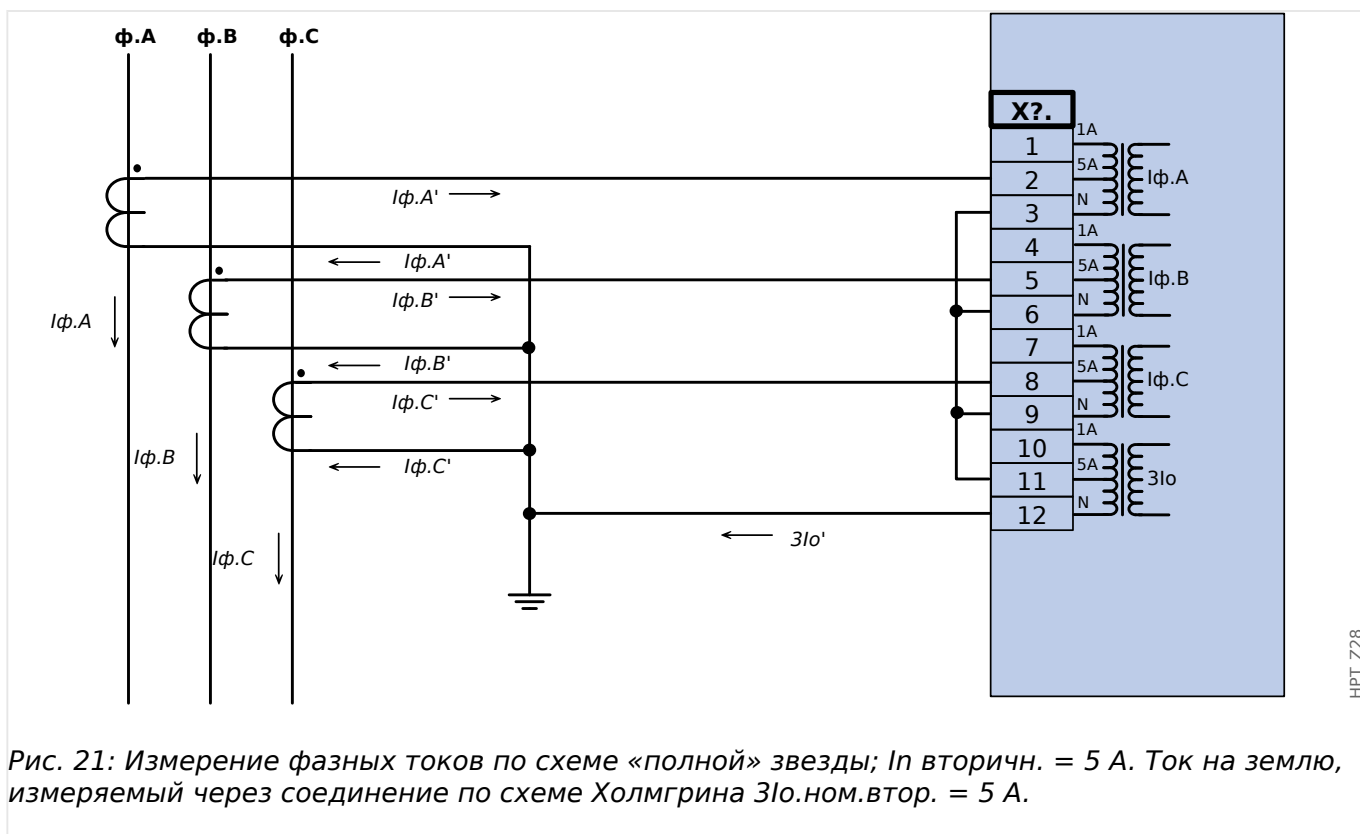 ф.A ф.B ф.C
X?.
1A
1
5A
2
Iф.A
N
3
1A
4
5A
5
Iф.B
N
6
1A
7
5A
8
Iф.C
N
9
1A
10
5A
11
3Io
N
12
Iф.A'
Iф.A'
Iф.B'
Iф.A
Iф.B'
Iф.C'
Iф.B
Iф.C'
3Io'
Iф.C
HPT_Z28
Рис. 21: Измерение фазных токов по схеме «полной» звезды; In вторичн. = 5 А. Ток на землю,
измеряемый через соединение по схеме Холмгрина 3Io.ном.втор. = 5 А.